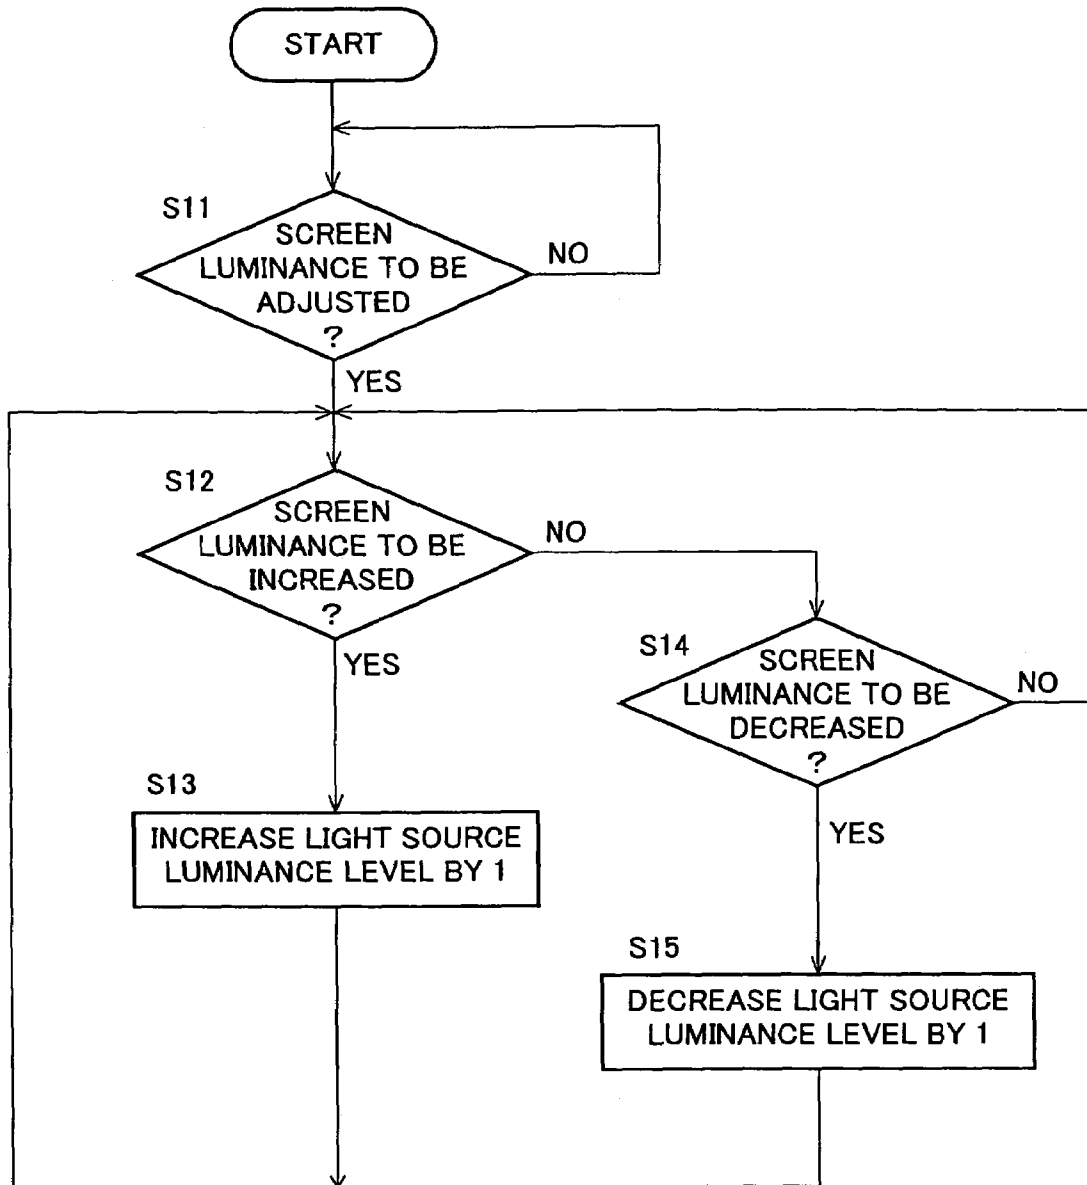 START
S11
SCREEN
LUMINANCE TO BE
ADJUSTED
?
NO
YES
S12
SCREEN
LUMINANCE TO BE
INCREASED
?
NO
YES
S14
SCREEN
LUMINANCE TO BE
DECREASED
?
NO
YES
S13
INCREASE LIGHT SOURCE
LUMINANCE LEVEL BY 1
S15
DECREASE LIGHT SOURCE
LUMINANCE LEVEL BY 1